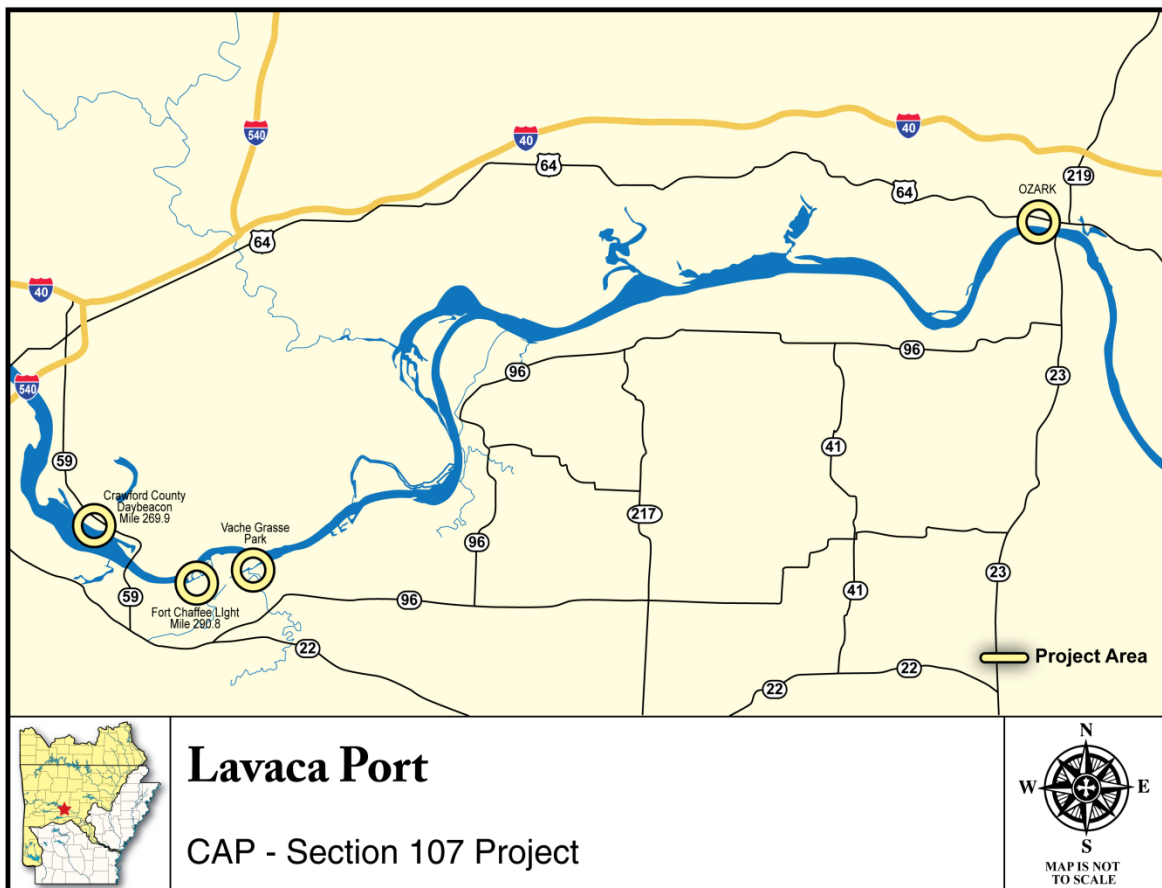 540
40
40
64
64
219
OZARK
64
40
96
96
23
540
41
59
Crawford County
Daybeacon
Mile 269.9
Vache Grasse
Park
217
96
23
59
Fort Chaffee LIght
Mile 290.8
96
41
22
22
22
Project Area
Lavaca Port
CAP - Section 107 Project
N
W
E
S
MAP IS NOT
TO SCALE